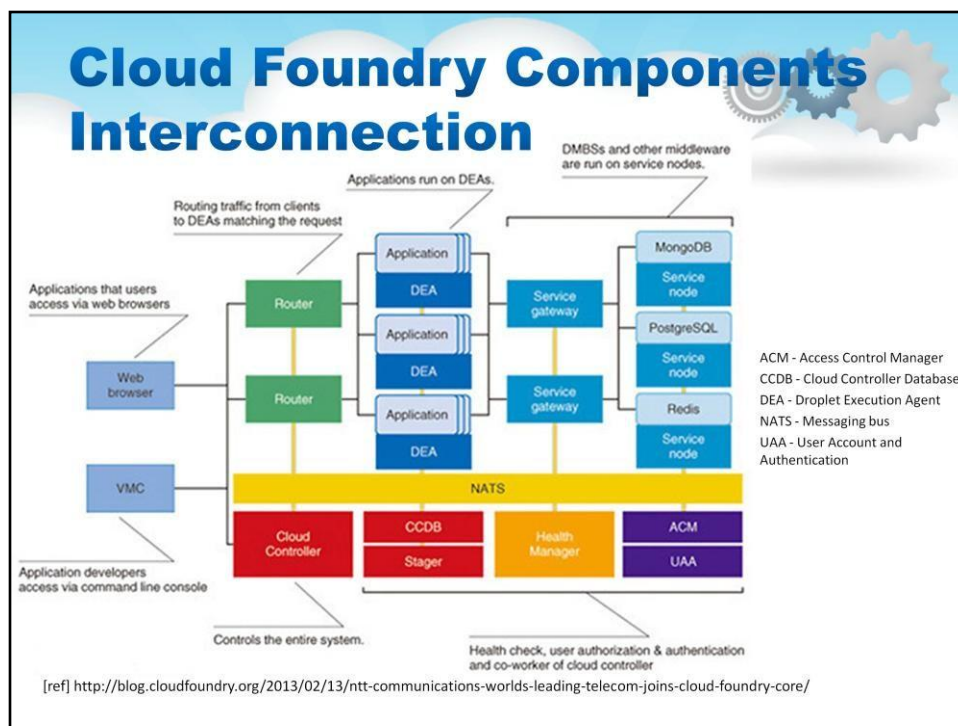 Cloud Foundry Components
Interconnection
DMBSs and other middleware
are run on service nodes.
Applications run on DEAs.
Routing traffic from clients
to DEAs matching the request
Applications that users
access via web browsers
Web
browser
VMC
Application developers
access via command line console
Router
Router
Application
DEA
Application
DEA
Application
DEA
Service
gateway
Service
gateway
MongoDB
Service
node
PostgreSQL
Service
node
Redis
Service
node
ACM - Access Control Manager
CCDB - Cloud Controller Database
DEA - Droplet Execution Agent
NATS - Messaging bus
UAA - User Account and
Authentication
NATS
Cloud
Controller
CCDB
Stager
Health
Manager
ACM
UAA
Controls the entire system.
Health check, user authorization & authentication
and co-worker of cloud controller
[ref] http://blog.cloudfoundry.org/2013/02/13/ntt-communications-worlds-leading-telecom-joins-cloud-foundry-core/